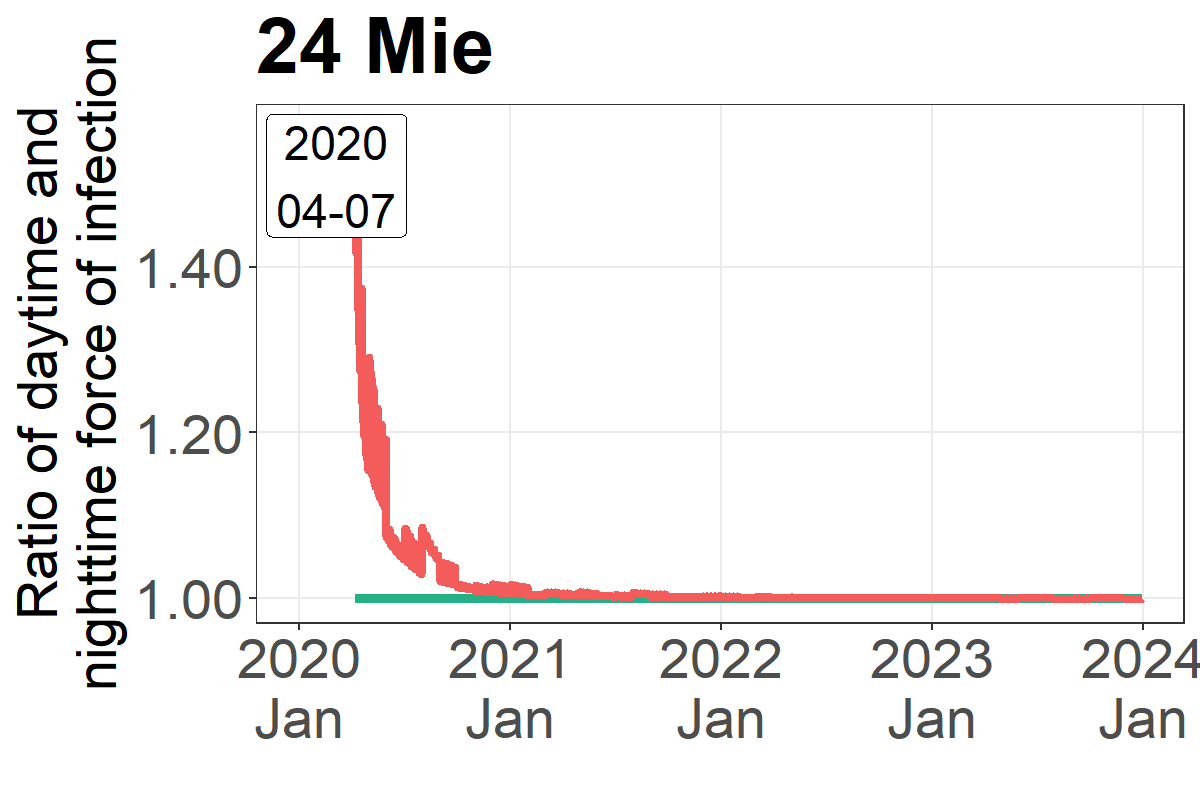 24 Mie
Ratio of daytime and
nighttime force of infection
2020
04-07
1.40
1.20
1.00
2020
Jan
2021
Jan
2022
Jan
2023
Jan
2024
Jan